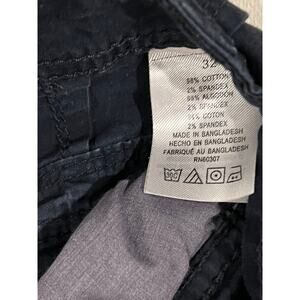 32
98% COTTON
2% SPANDEX
98% ALGODON
2% SPANDEX
98% COTON
2% SPANDEX
MADE IN BANGLADESH
HECHO EN BANGLADESH
FABRIQUÉ AU BANGLADESH
RN60307